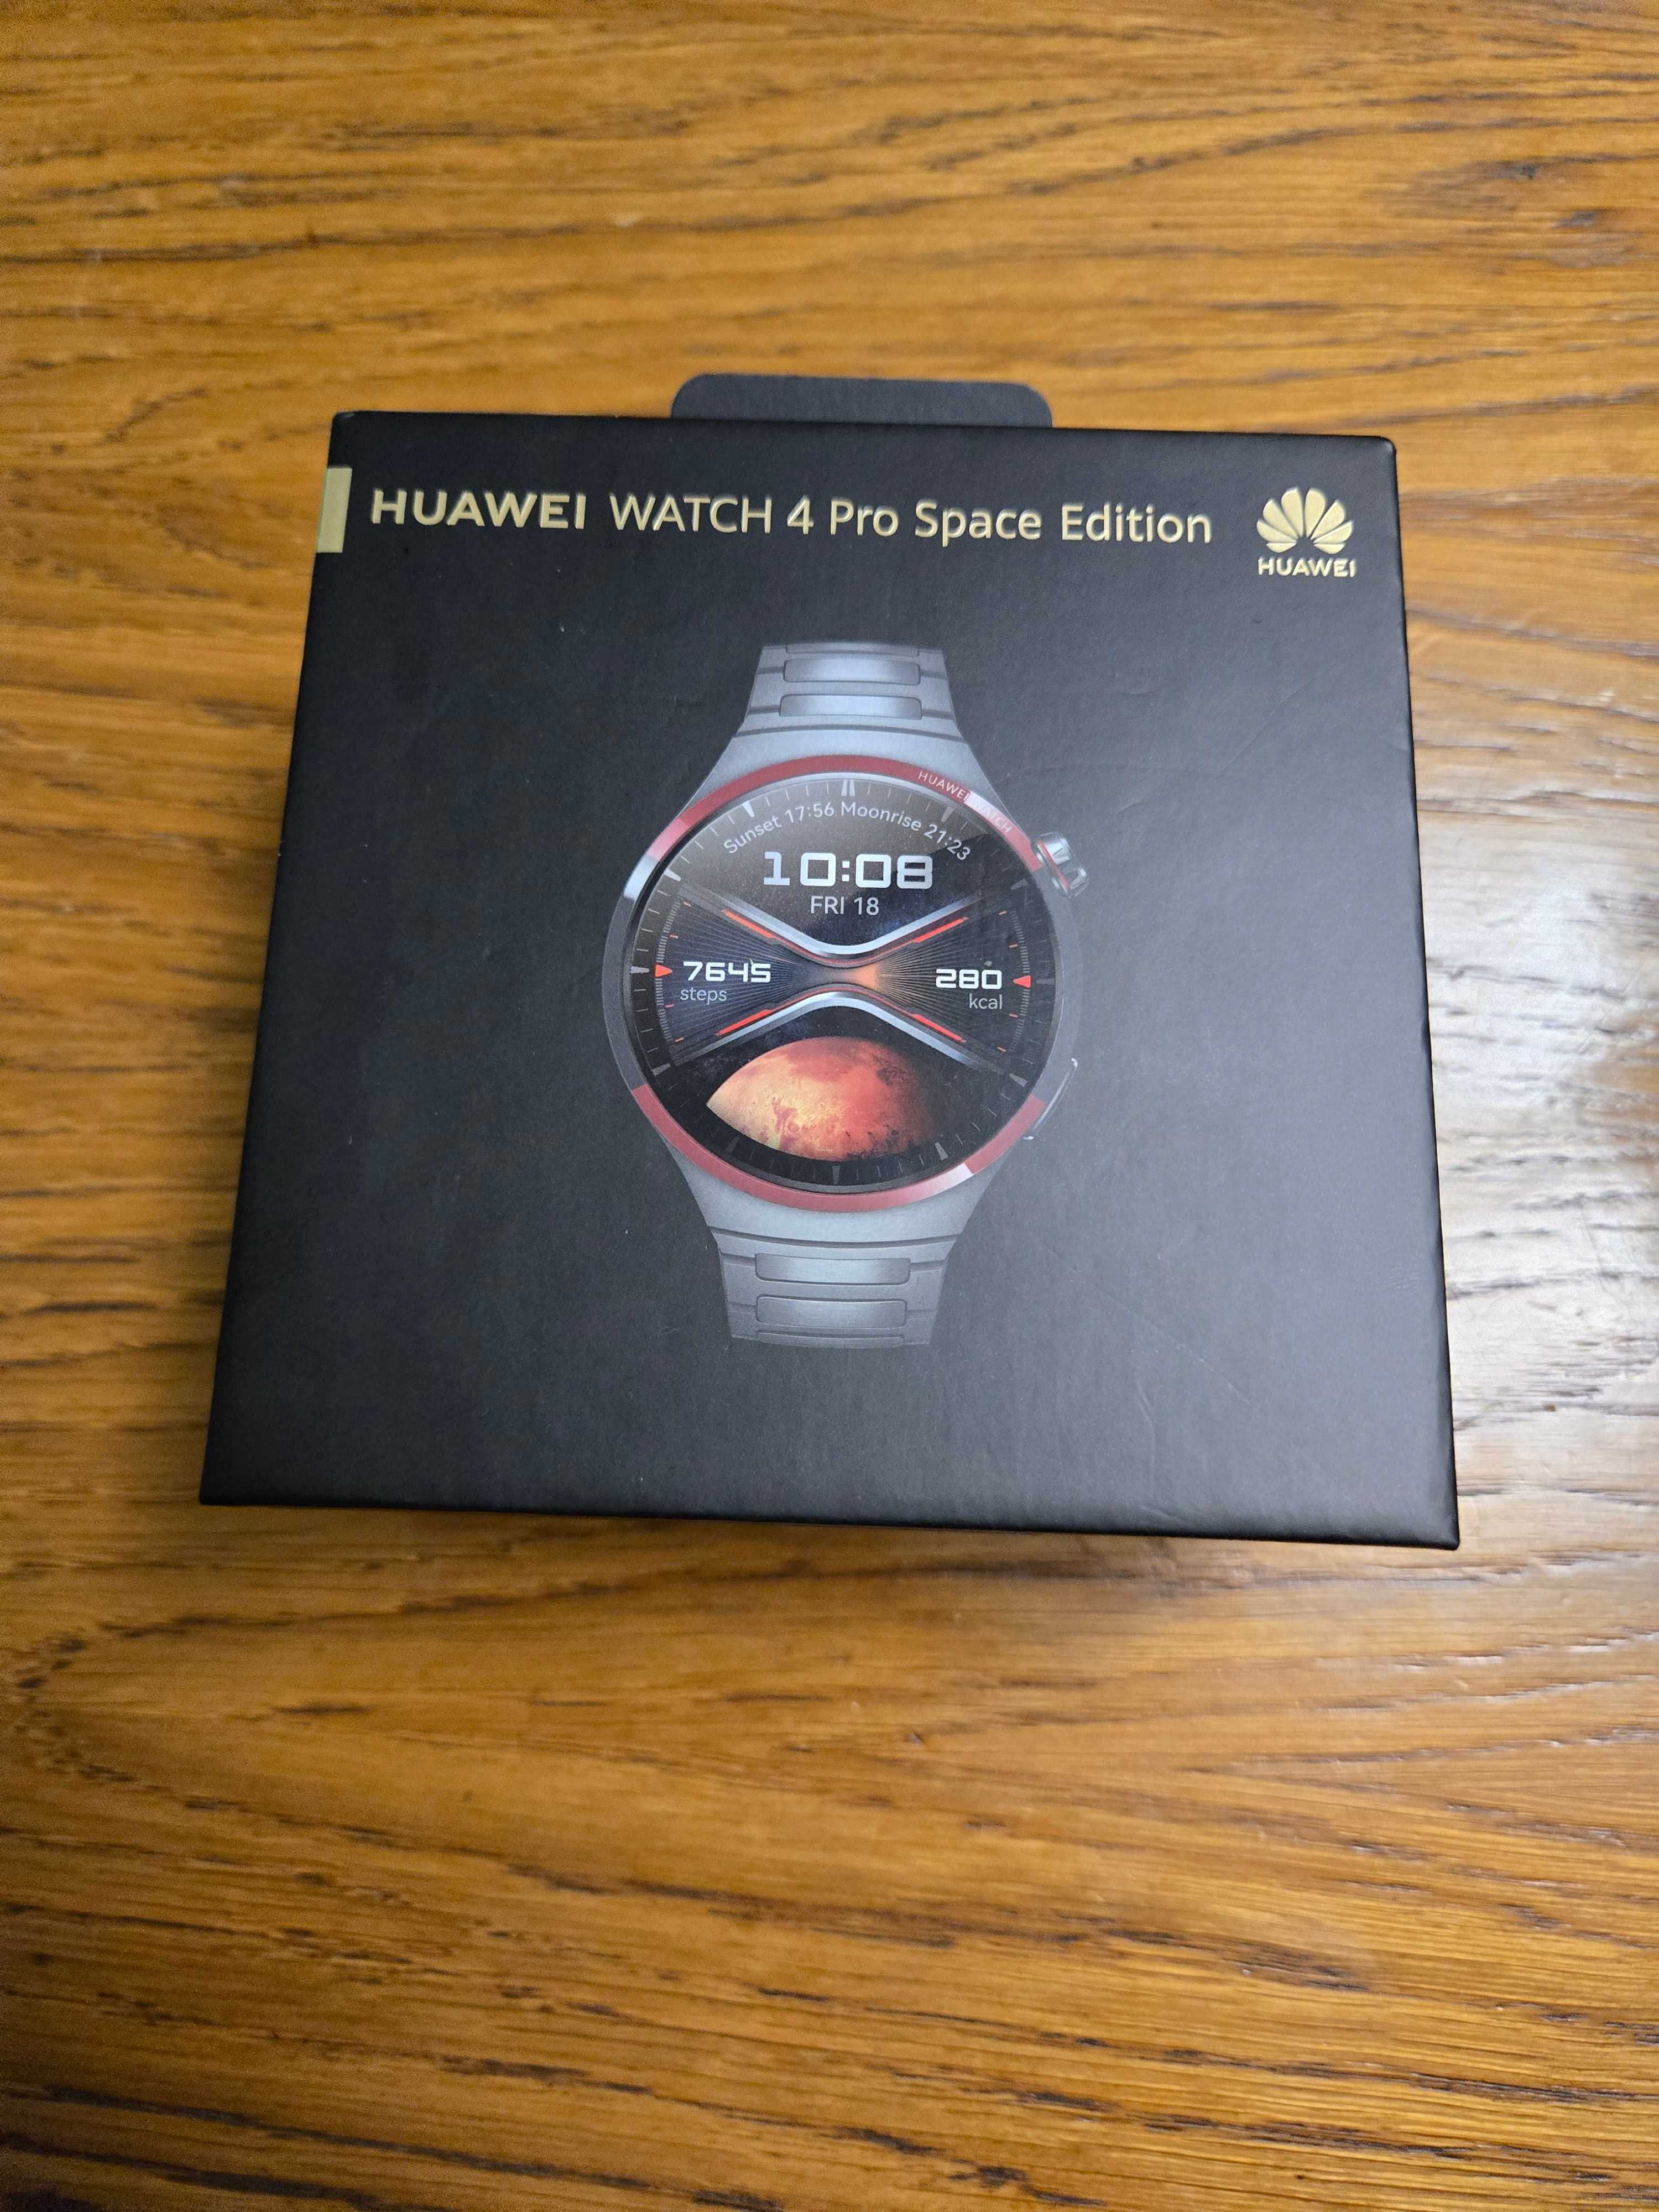 HUAWEI WATCH 4 Pro Space Edition
HUAWEI
HUAWEI WATCH
Sunset 17:56 Moonrise 21:23
10:08
FRI 18
7645
steps
280
kcal